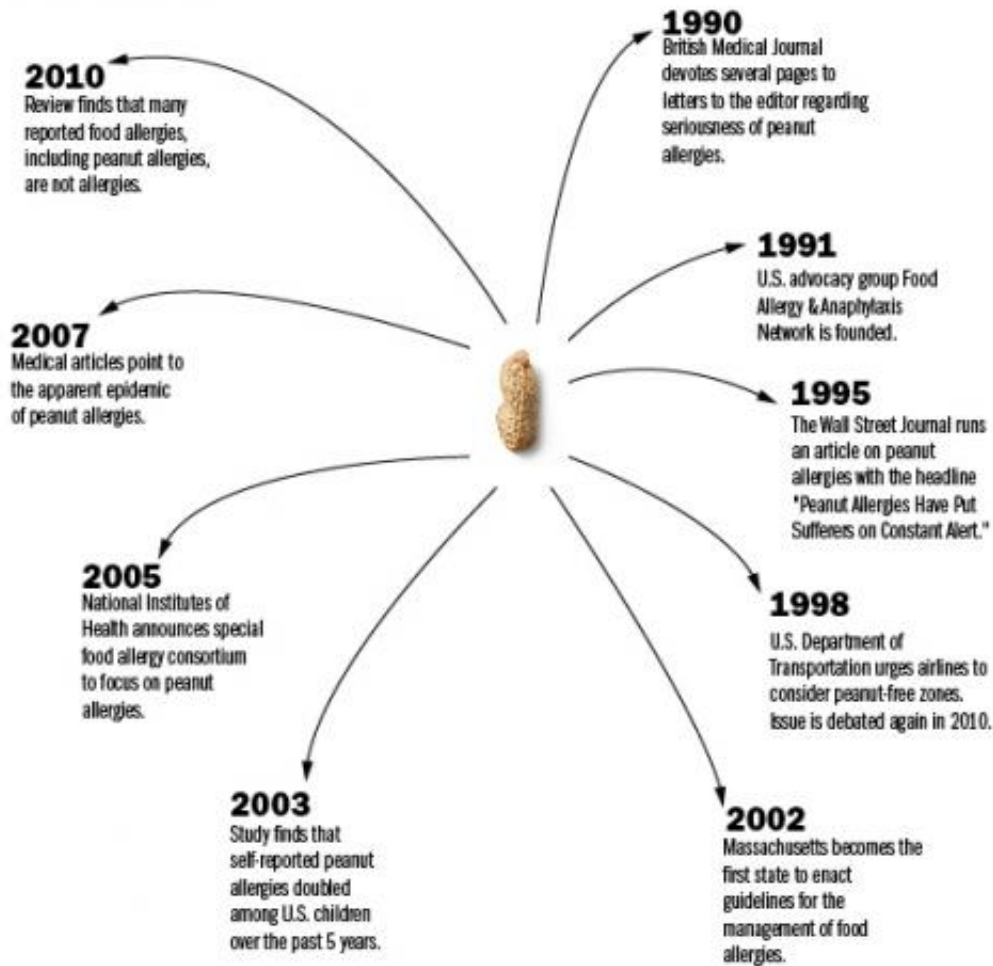 1990
British Medical Journal
devotes several pages to
letters to the editor regarding
seriousness of peanut
allergies.
1991
U.S. advocacy group Food
Allergy & Anaphylaxis
Network is founded.
1995
The Wall Street Journal runs
an article on peanut
allergies with the headline
"Peanut Allergies Have Put
Sufferers on Constant Alert."
1998
U.S. Department of
Transportation urges airlines to
consider peanut-free zones.
Issue is debated again in 2010.
2002
Massachusetts becomes the
first state to enact
guidelines for the
management of food
allergies.
2003
Study finds that
self-reported peanut
allergies doubled
among U.S. children
over the past 5 years.
2005
National Institutes of
Health announces special
food allergy consortium
to focus on peanut
allergies.
2007
Medical articles point to
the apparent epidemic
of peanut allergies.
2010
Review finds that many
reported food allergies,
including peanut allergies,
are not allergies.